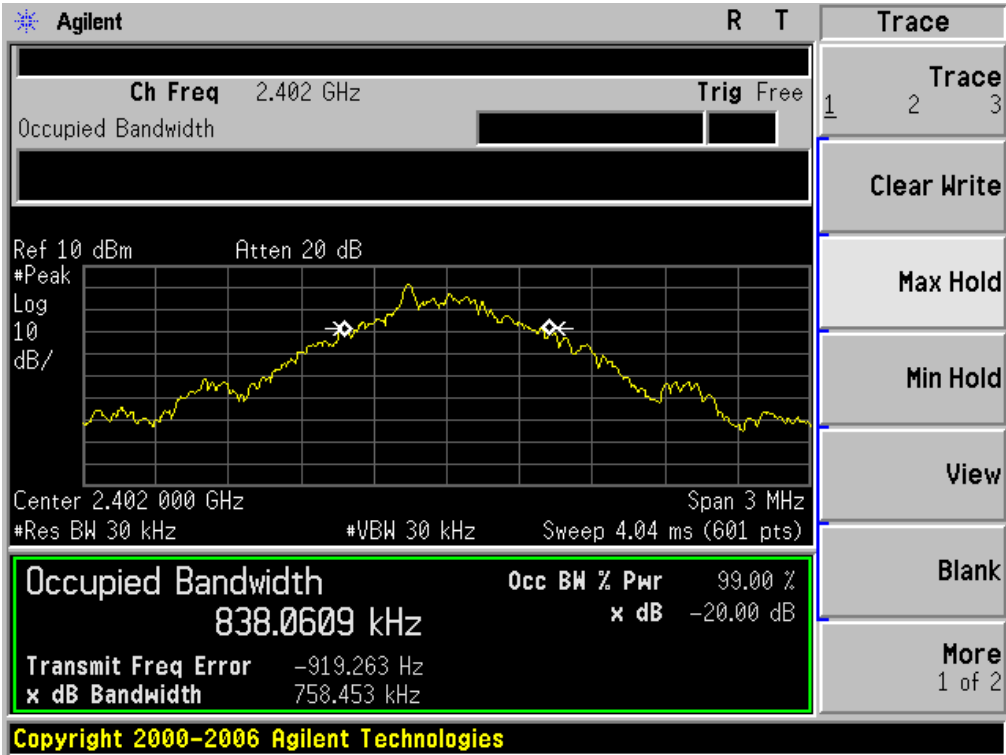 Agilent R T Trace
Ch Freq 2.402 GHz Trig Free
Occupied Bandwidth
Trace
1 2 3
Clear Write
Max Hold
Min Hold
View
Blank
More
1 of 2
Ref 10 dBm Atten 20 dB
#Peak
Log
10
dB/
Center 2.402 000 GHz Span 3 MHz
#Res BW 30 kHz #VBW 30 kHz Sweep 4.04 ms (601 pts)
Occupied Bandwidth Occ BW % Pwr 99.00 %
838.0609 kHz x dB -20.00 dB
Transmit Freq Error -919.263 Hz
x dB Bandwidth 758.453 kHz
Copyright 2000-2006 Agilent Technologies